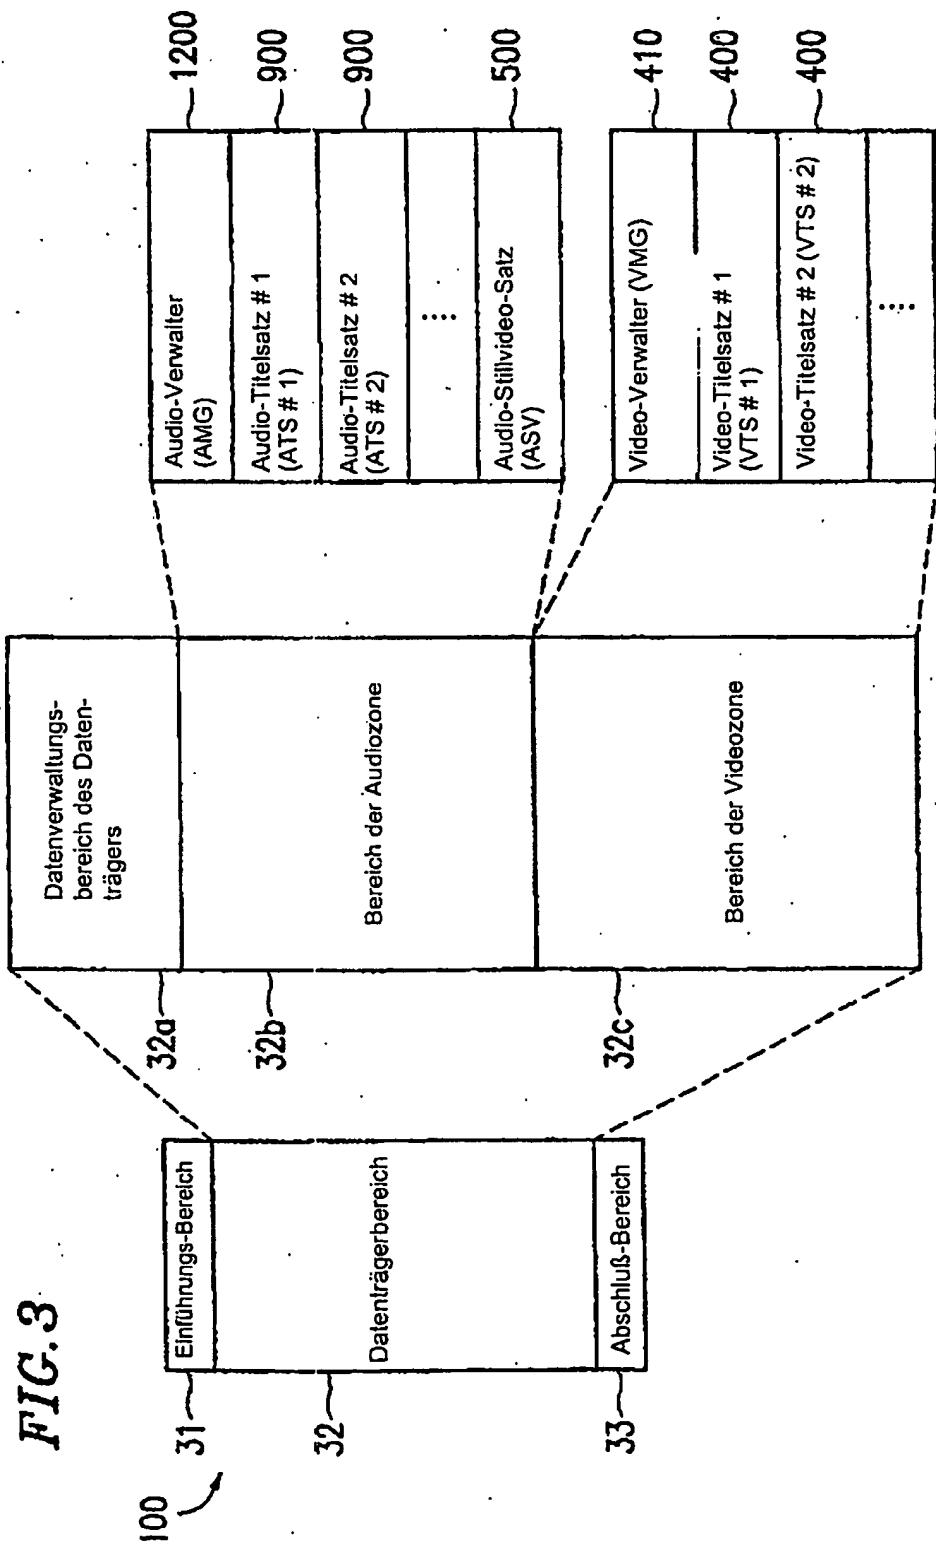 FIG. 3
100
31
32
33
Einführungs-Bereich
Datenträgerbereich
Abschluß-Bereich
32a
32b
32c
Datenverwaltungs-
bereich des Daten-
trägers
Bereich der Audiozone
Bereich der Videozone
Audio-Verwalter
(AMG)
Audio-Titelsatz # 1
(ATS # 1)
Audio-Titelsatz # 2
(ATS # 2)
Audio-Stillvideo-Satz
(ASV)
Video-Verwalter (VMG)
Video-Titelsatz # 1
(VTS # 1)
Video-Titelsatz # 2 (VTS # 2)
1200
900
900
500
410
400
400